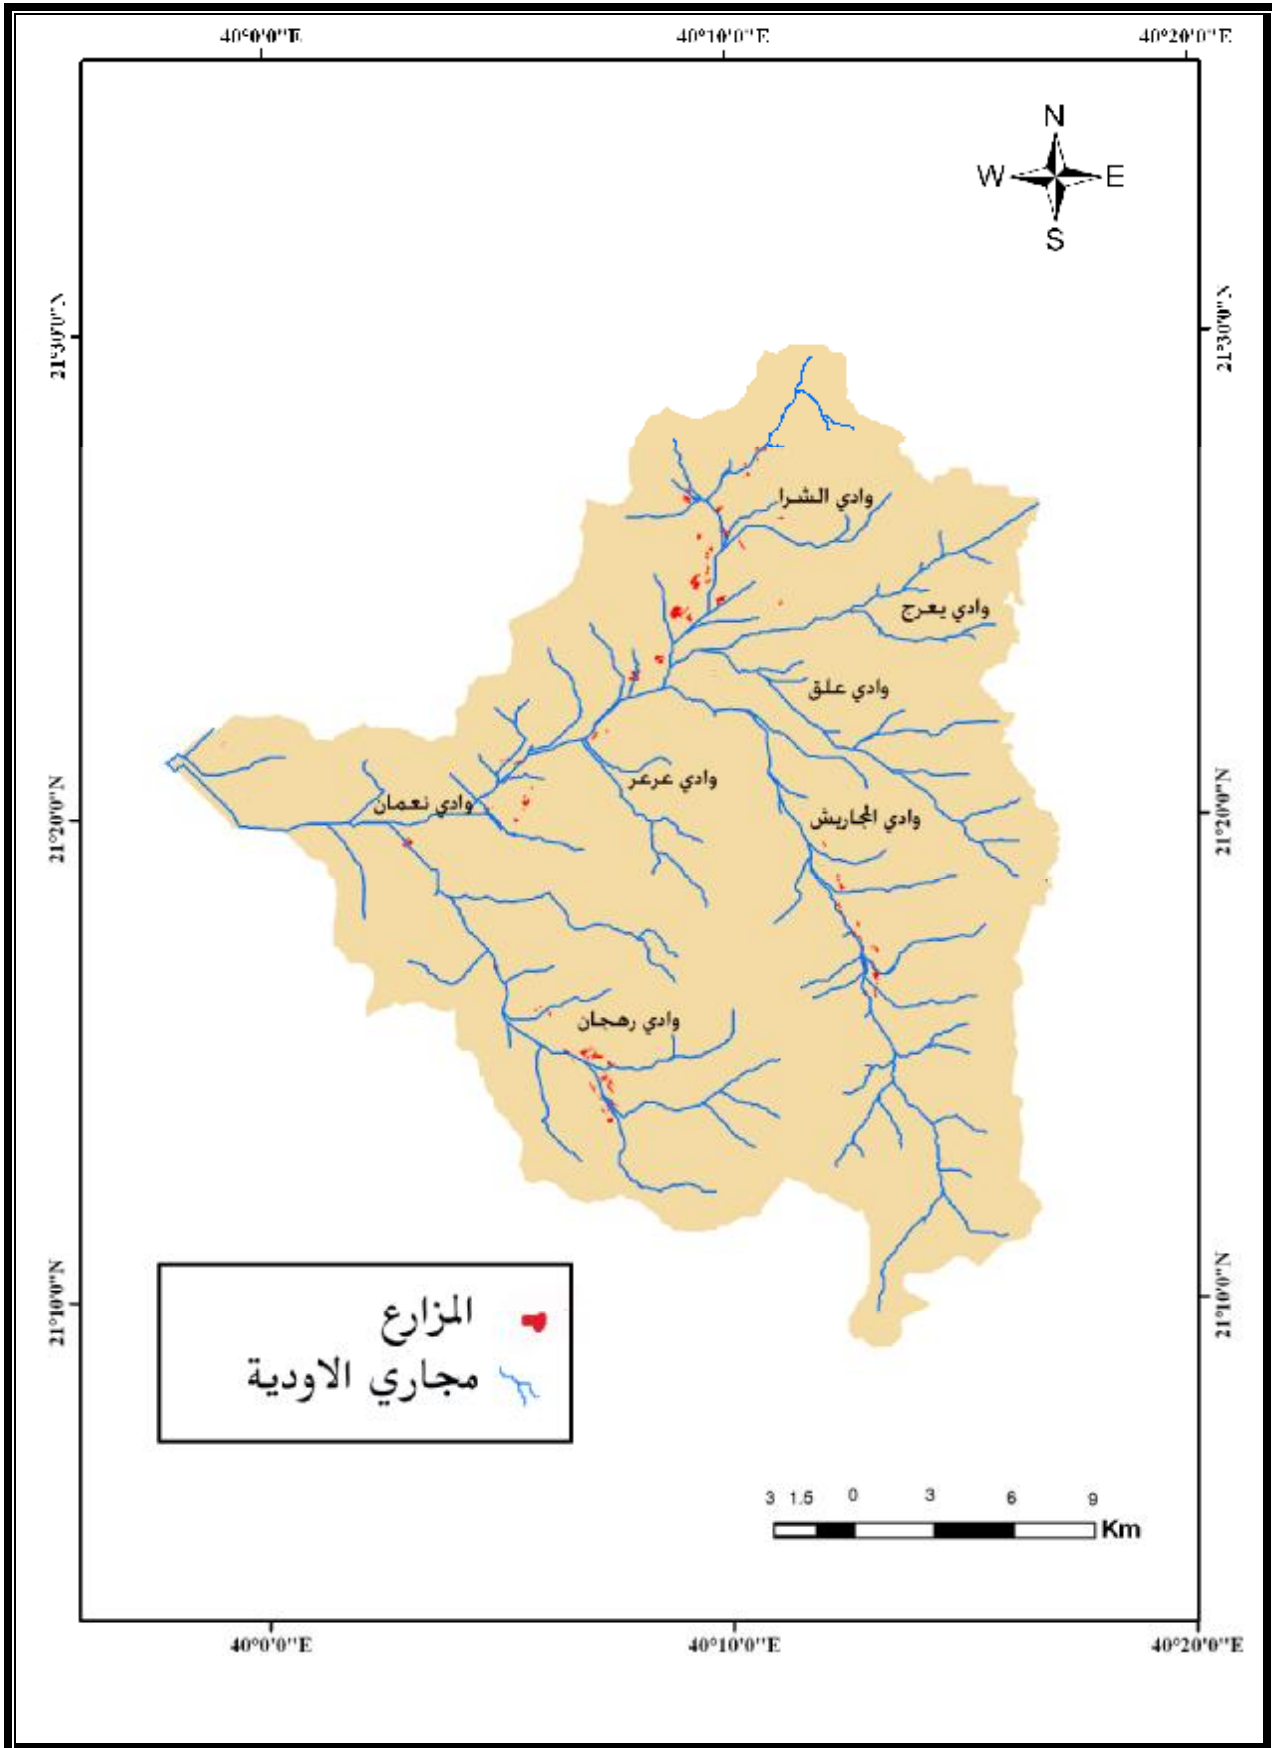 40°0'0"E 40°10'0"E 40°20'0"E
N
W E
S
21°30'0"N 21°30'0"N
وادي الشرا
وادي يعرج
وادي علق
وادي عرعر
وادي نعمان
وادي المجاريش
21°20'0"N 21°20'0"N
وادي رهجان
21°10'0"N 21°10'0"N
المزارع
مجاري الاودية
3 1.5 0 3 6 9
Km
40°0'0"E 40°10'0"E 40°20'0"E